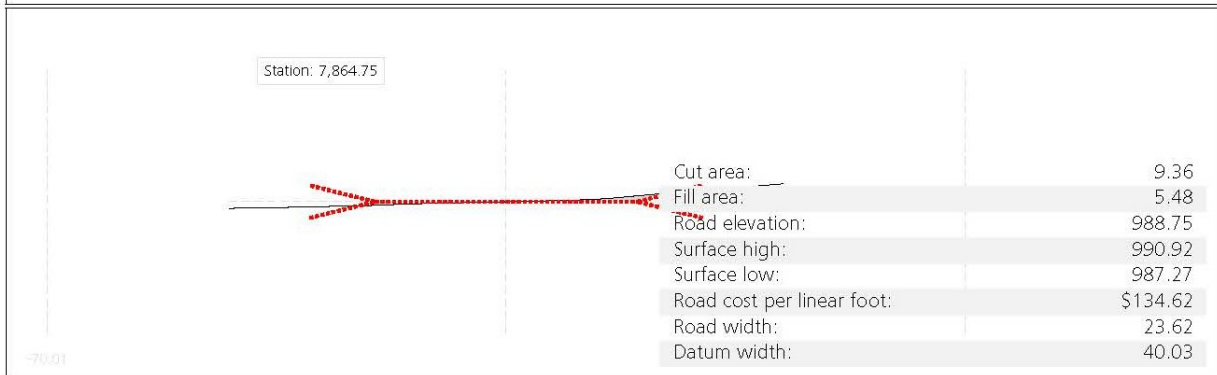 Station: 7,864.75
Cut area: 9.36
Fill area: 5.48
Road elevation: 988.75
Surface high: 990.92
Surface low: 987.27
Road cost per linear foot: $134.62
Road width: 23.62
Datum width: 40.03
-70.01